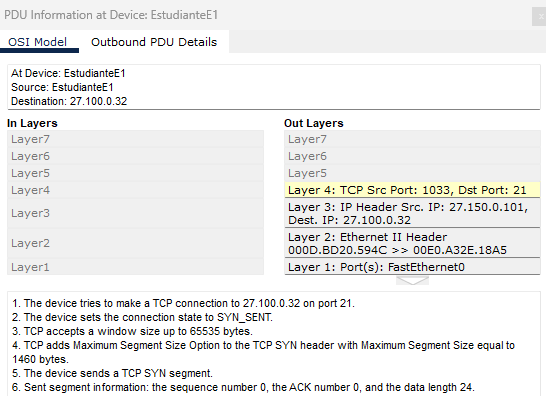 PDU Information at Device: EstudianteE1
OSI Model
Outbound PDU Details
At Device: EstudianteE1
Source: EstudianteE1
Destination: 27.100.0.32
In Layers
Out Layers
Layer7
Layer7
Layer6
Layer6
Layer5
Layer5
Layer4
Layer 4: TCP Src Port: 1033, Dst Port: 21
Layer3
Layer 3: IP Header Src. IP: 27.150.0.101,
Dest. IP: 27.100.0.32
Layer2
Layer 2: Ethernet II Header
000D.BD20.594C >> 00E0.A32E.18A5
Layer1
Layer 1: Port(s): FastEthernet0
1. The device tries to make a TCP connection to 27.100.0.32 on port 21.
2. The device sets the connection state to SYN_SENT.
3. TCP accepts a window size up to 65535 bytes.
4. TCP adds Maximum Segment Size Option to the TCP SYN header with Maximum Segment Size equal to
1460 bytes.
5. The device sends a TCP SYN segment.
6. Sent segment information: the sequence number 0, the ACK number 0, and the data length 24.